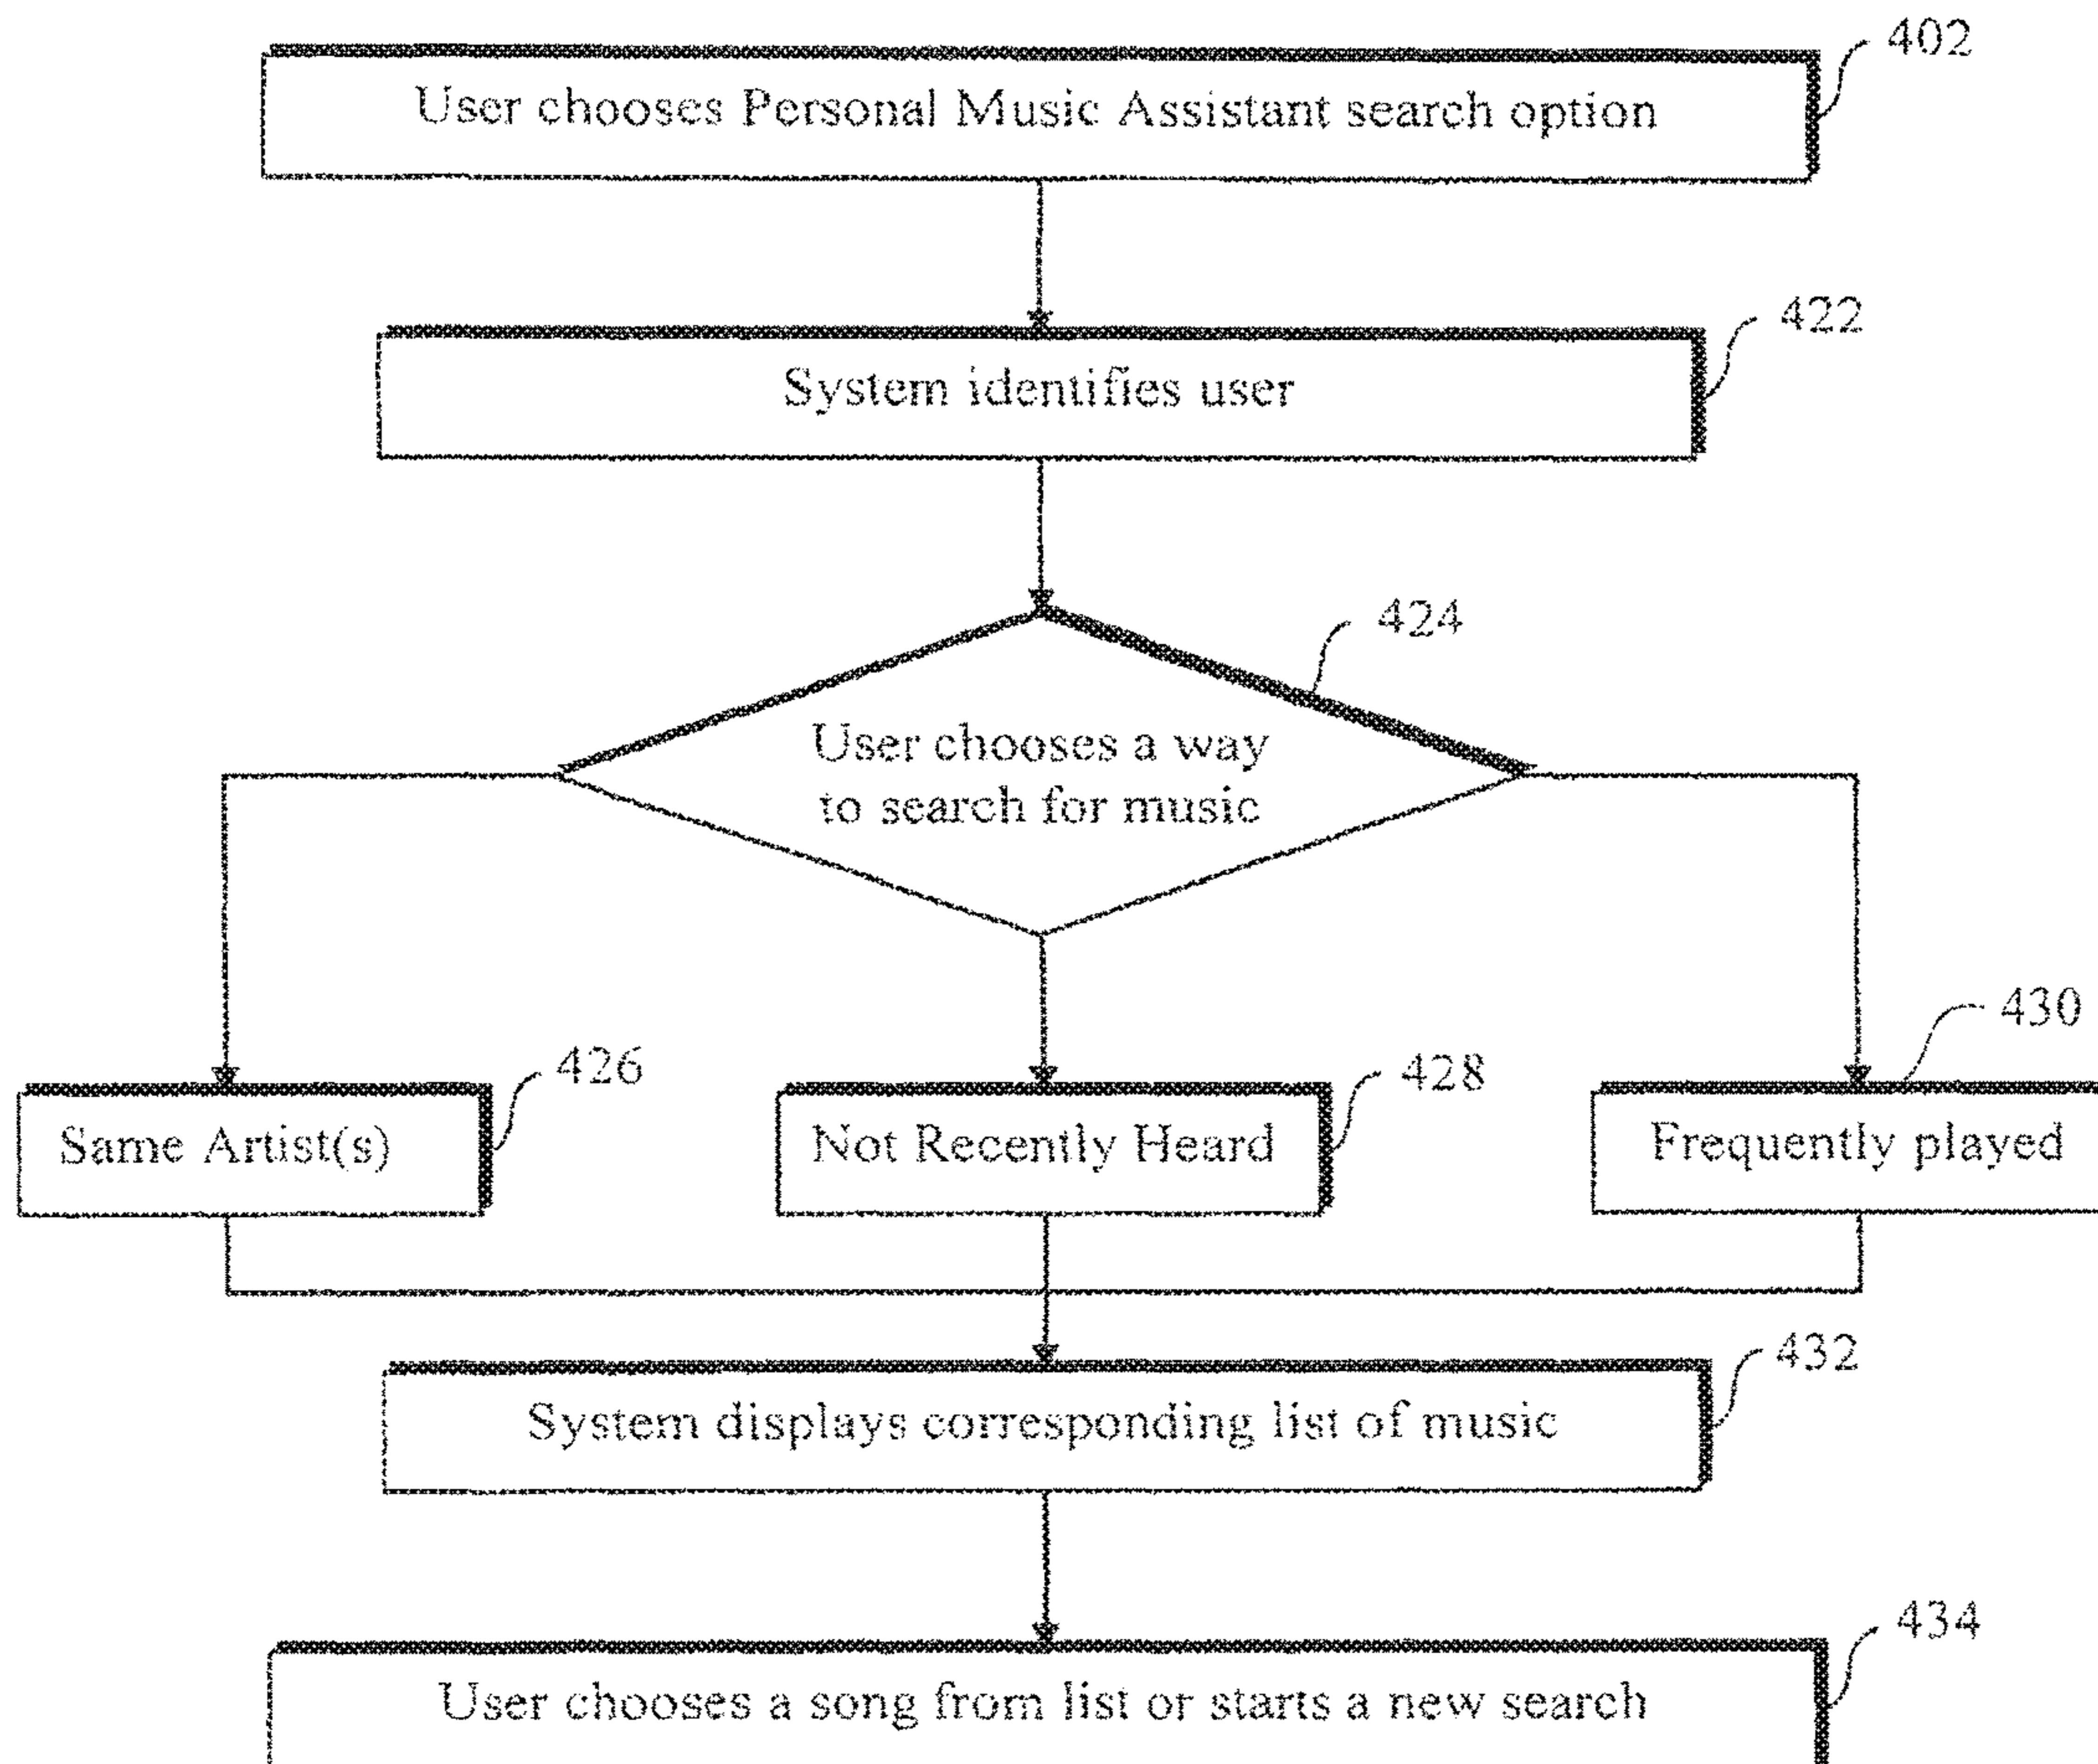 402
User chooses Personal Music Assistant search option
422
System identifies user
424
User chooses a way
to search for music
430
426
428
Same Artist(s)
Not Recently Heard
Frequently played
432
System displays corresponding list of music
434
User chooses a song from list or starts a new search